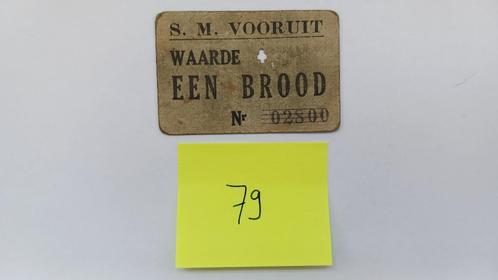 S. M. VOORUIT
WAARDE
EEN BROOD
Nr 02800
79